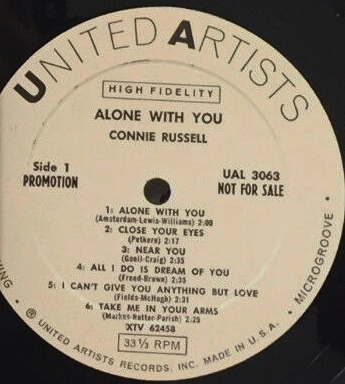 UNITED ARTISTS
HIGH FIDELITY
ALONE WITH YOU
CONNIE RUSSELL
Side 1
PROMOTION
UAL 3063
NOT FOR SALE
1: ALONE WITH YOU
(Amsterdam-Lewis-Williams) 2:00
2: CLOSE YOUR EYES
(Petkere) 2:17
3: NEAR YOU
(Goell-Craig) 2:35
4: ALL I DO IS DREAM OF YOU
(Freed-Brown) 2:35
5: I CAN'T GIVE YOU ANYTHING BUT LOVE
(Fields-McHugh) 2:31
6: TAKE ME IN YOUR ARMS
(Markus-Rotter-Parish) 2:25
XTV 62458
33⅓ RPM
• ® UNITED ARTISTS RECORDS, INC. MADE IN U.S.A. • MICROGROOVE •